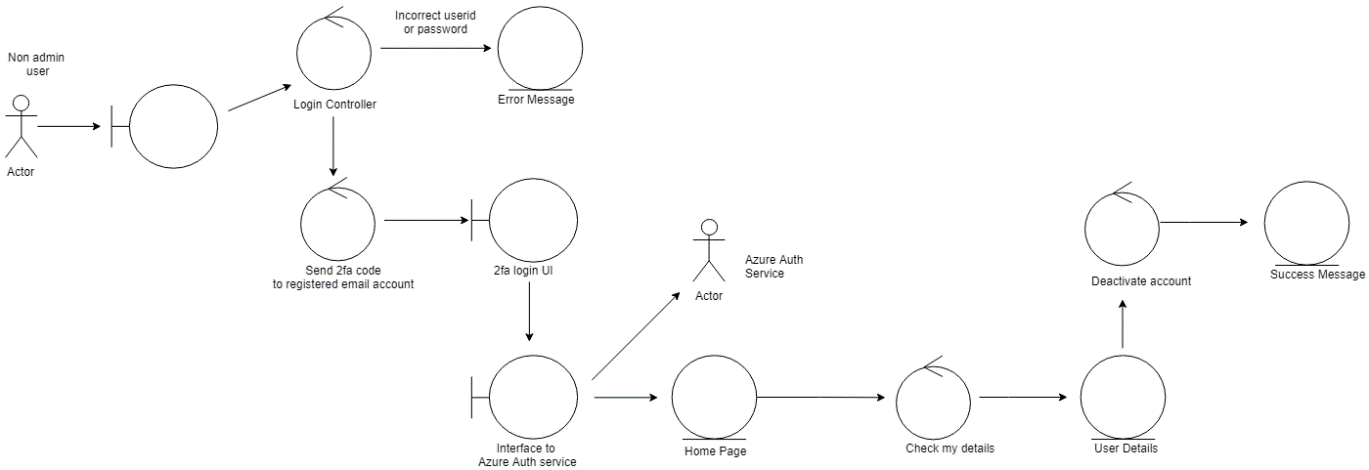 Incorrect userid
or password
Non admin
user
Login Controller
Error Message
Actor
Send 2fa code
to registered email account
2fa login UI
Azure Auth
Service
Actor
Deactivate account
Success Message
Interface to
Azure Auth service
Home Page
Check my details
User Details